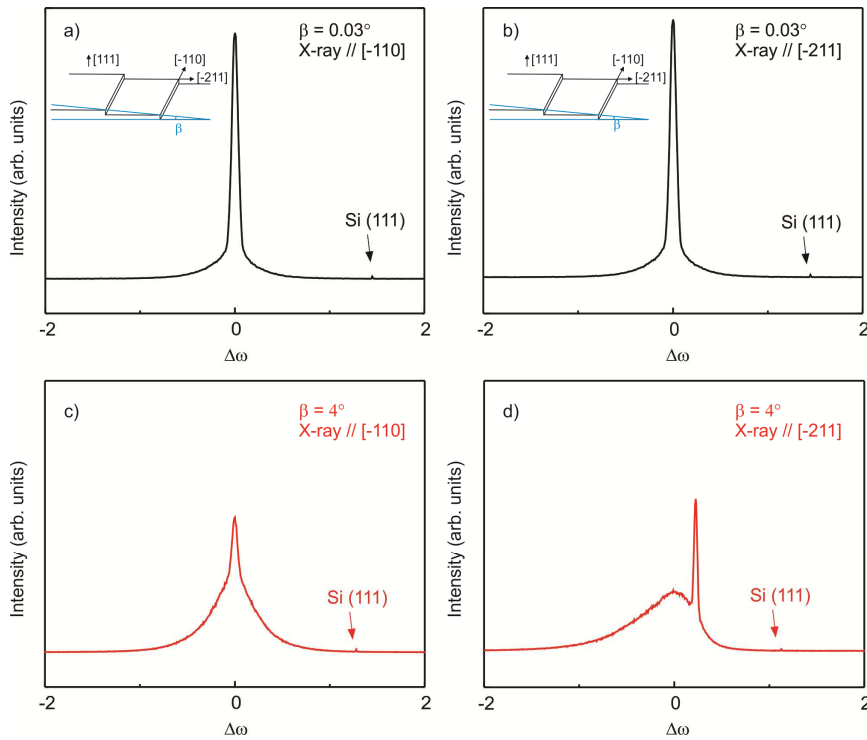 a)
β = 0.03°
X-ray // [-110]
[111]
[-110]
[-211]
β
Si (111)
Intensity (arb. units)
-2
0
2
Δω
b)
β = 0.03°
X-ray // [-211]
[111]
[-110]
[-211]
β
Si (111)
Intensity (arb. units)
-2
0
2
Δω
c)
β = 4°
X-ray // [-110]
Si (111)
Intensity (arb. units)
-2
0
2
Δω
d)
β = 4°
X-ray // [-211]
Si (111)
Intensity (arb. units)
-2
0
2
Δω